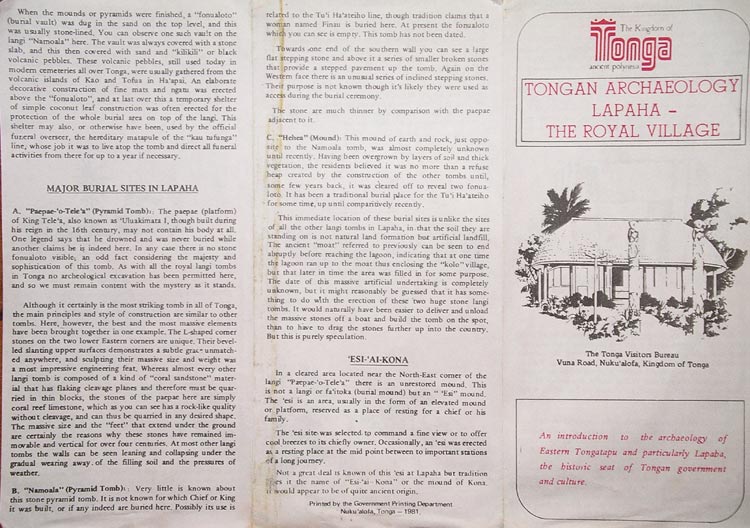 When the mounds or pyramids were finished, a "fonualoto"
(burial vault) was dug in the sand on the top level, and this
was usually stone-lined. You can observe one such vault on the
langi "Namoala" here. The vault was always covered with a stone
slab, and this then covered with sand and "kilikili" or black
volcanic pebbles. These volcanic pebbles, still used today in
modern cemeteries all over Tonga, were usually gathered from the
volcanic islands of Kao and Tofua in Ha'apai. An elaborate
decorative construction of fine mats and ngatu was erected
above the "fonualoto", and at last over this a temporary shelter
of simple coconut leaf construction was often erected for the
protection of the whole burial area on top of the langi. This
shelter may also, or otherwise have been, used by the official
funeral overseer, the hereditary matapule of the "kau tufunga"
line, whose job it was to live atop the tomb and direct all funeral
activities from there for up to a year if necessary.
MAJOR BURIAL SITES IN LAPAHA
A. "Paepae-'o-Tele'a" (Pyramid Tomb): The paepae (platform)
of King Tele'a, also known as 'Uluakimata I, though built during
his reign in the 16th century, may not contain his body at all.
One legend says that he drowned and was never buried while
another claims he is indeed here. In any case there is no stone
fonualoto visible, an odd fact considering the majesty and
sophistication of this tomb. As with all the royal langi tombs
in Tonga no archeological excavation has been permitted here,
and so we must remain content with the mystery as it stands.
Although it certainly is the most striking tomb in all of Tonga,
the main principles and style of construction are similar to other
tombs. Here, however, the best and the most massive elements
have been brought together in one example. The L-shaped corner
stones on the two lower Eastern corners are unique. Their bevel-
led slanting upper surfaces demonstrate a subtle grace unmatch-
ed anywhere, and sculpting their massive size and weight was
a most impressive engineering feat. Whereas almost every other
langi tomb is composed of a kind of "coral sandstone" mater-
ial that has flaking cleavage planes and therefore must be quar-
ried in thin blocks, the stones of the paepae here are simply
coral reef limestone, which as you can see has a rock-like quality
without cleavage, and can thus be quarried in any desired shape.
The massive size and the "feet" that extend under the ground
are certainly the reasons why these stones have remained im-
movable and vertical for over four centuries. At most other langi
tombs the walls can be seen leaning and collapsing under the
gradual wearing away of the filling soil and the pressures of
weather.
B. "Namoala" (Pyramid Tomb): Very little is known about
this stone pyramid tomb. It is not known for which Chief or King
it was built, or if any indeed are buried here. Possibly its use is
related to the Tu'i Ha'ateiho line, though tradition claims that a
woman named Finau is buried here. At present the fonualoto
which you can see is empty. This tomb has not been dated.
Towards one end of the southern wall you can see a large
flat stepping stone and above it a series of smaller broken stones
that provide a stepped pavement up the tomb. Again on the
Western face there is an unusual series of inclined stepping stones.
Their purpose is not known though it's likely they were used as
access during the burial ceremony.
The stone are much thinner by comparison with the paepae
adjacent to it.
C. "Hehea" (Mound): This mound of earth and rock, just oppo-
site to the Namoala tomb, was almost completely unknown
until recently. Having been overgrown by layers of soil and thick
vegetation, the residents believed it was no more than a refuse
heap created by the construction of the other tombs until,
some few years back, it was cleared off to reveal two fonua-
loto. It has been a traditional burial place for the Tu'i Ha'ateiho
for some time, up until comparitively recently.
This immediate location of these burial sites is unlike the sites
of all the other langi tombs in Lapaha, in that the soil they are
standing on is not natural land formation but artificial landfill.
The ancient "moat" referred to previously can be seen to end
abruptly before reaching the lagoon, indicating that at one time
the lagoon ran up to the moat thus enclosing the "kolo" village,
but that later in time the area was filled in for some purpose.
The date of this massive artificial undertaking is completely
unknown, but it might reasonably be guessed that it has some-
thing to do with the erection of these two huge stone langi
tombs. It would naturally have been easier to deliver and unload
the massive stones off a boat and build the tomb on the spot,
than to have to drag the stones further up into the country.
But this is purely speculation.
'ESI-'AI-KONA
In a cleared area located near the North-East corner of the
langi "Paepae-'o-Tele'a" there is an unrestored mound. This
is not a langi or fa'itoka (burial mound) but an " 'Esi" mound.
The 'esi is an area, usually in the form of an elevated mound
or platform, reserved as a place of resting for a chief or his
family.
The 'esi site was selected to command a fine view or to offer
cool breezes to its chiefly owner. Occasionally, an 'esi was erected
as a resting place at the mid point between to important stations
of a long journey.
Not a great deal is known of this 'esi at Lapaha but tradition
gives it the name of "Esi-'ai-Kona" or the mound of Kona.
It would appear to be of quite ancient origin.
Printed by the Government Printing Department
Nuku'alofa, Tonga – 1981.
The Kingdom of
Tonga
ancient polynesia
TONGAN ARCHAEOLOGY
LAPAHA –
THE ROYAL VILLAGE
The Tonga Visitors Bureau
Vuna Road, Nuku'alofa, Kingdom of Tonga
An introduction to the archaeology of
Eastern Tongatapu and particularly Lapaha,
the historic seat of Tongan government
and culture.